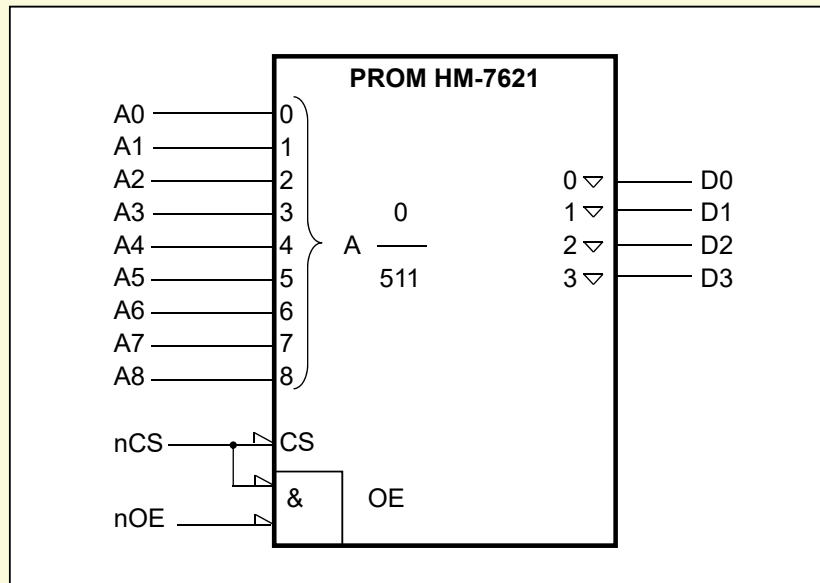 PROM HM-7621
A0 0
A1 1
A2 2 0 D0
A3 3 0 1 D1
A4 4 A 2 D2
A5 5 511 3 D3
A6 6
A7 7
A8 8
nCS CS
& OE
nOE